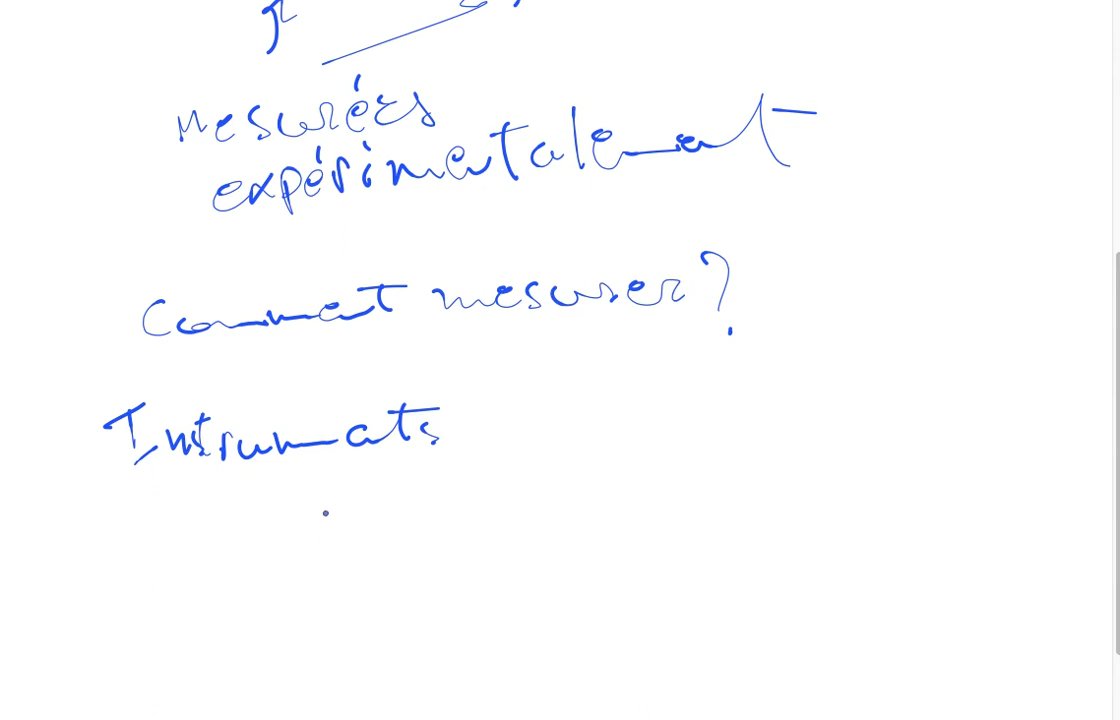 Mesurées
expérimentalement
Comment mesurer?
Instruments